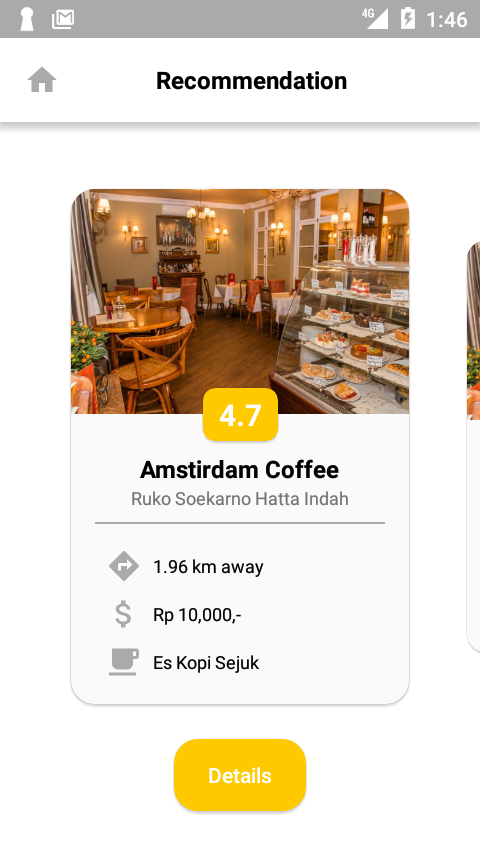 4G
1:46
Recommendation
4.7
Amstirdam Coffee
Ruko Soekarno Hatta Indah
1.96 km away
Rp 10,000,-
Es Kopi Sejuk
Details